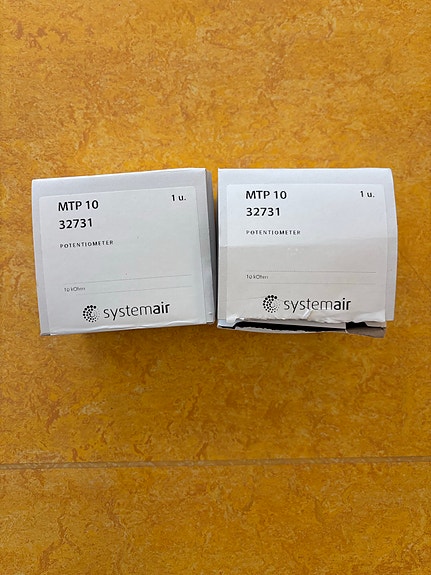 MTP 10 1 u.
32731
POTENTIOMETER
10 kOhm
systemair
MTP 10 1 u.
32731
POTENTIOMETER
10 kOhm
systemair